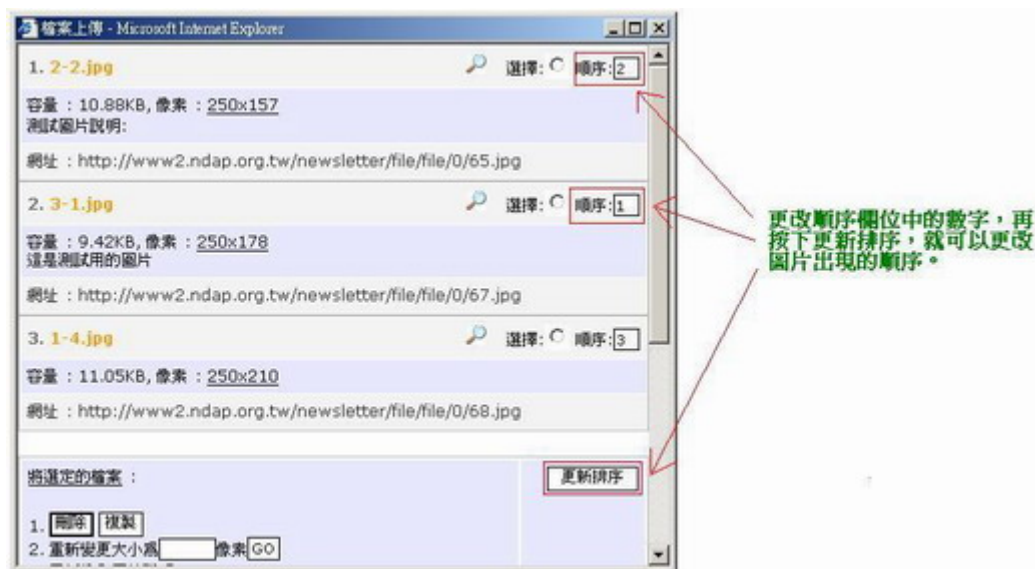 檔案上傳 - Microsoft Internet Explorer
1. 2-2.jpg 選擇: 順序:2
容量 : 10.88KB, 像素 : 250x157
測試圖片說明:
網址 : http://www2.ndap.org.tw/newsletter/file/file/0/65.jpg
2. 3-1.jpg 選擇: 順序:1
容量 : 9.42KB, 像素 : 250x178
這是測試用的圖片
網址 : http://www2.ndap.org.tw/newsletter/file/file/0/67.jpg
3. 1-4.jpg 選擇: 順序:3
容量 : 11.05KB, 像素 : 250x210
網址 : http://www2.ndap.org.tw/newsletter/file/file/0/68.jpg
將選定的檔案 : 更新排序
1. 刪除 複製
2. 重新變更大小為 像素 GO
更改順序欄位中的數字，再
按下更新排序，就可以更改
圖片出現的順序。